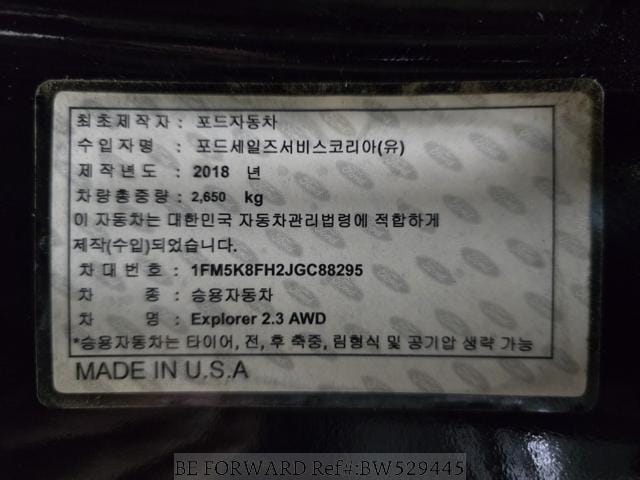 최초제작자 : 포드자동차
수입자명 : 포드세일즈서비스코리아(유)
제작년도 : 2018 년
차량총중량 : 2,650 kg
이 자동차는 대한민국 자동차관리법령에 적합하게
제작(수입)되었습니다.
차대번호 : 1FM5K8FH2JGC88295
차 종 : 승용자동차
차 명 : Explorer 2.3 AWD
*승용자동차는 타이어, 전, 후 축중, 림형식 및 공기압 생략 가능
MADE IN U.S.A
BE FORWARD Ref#:BW529445